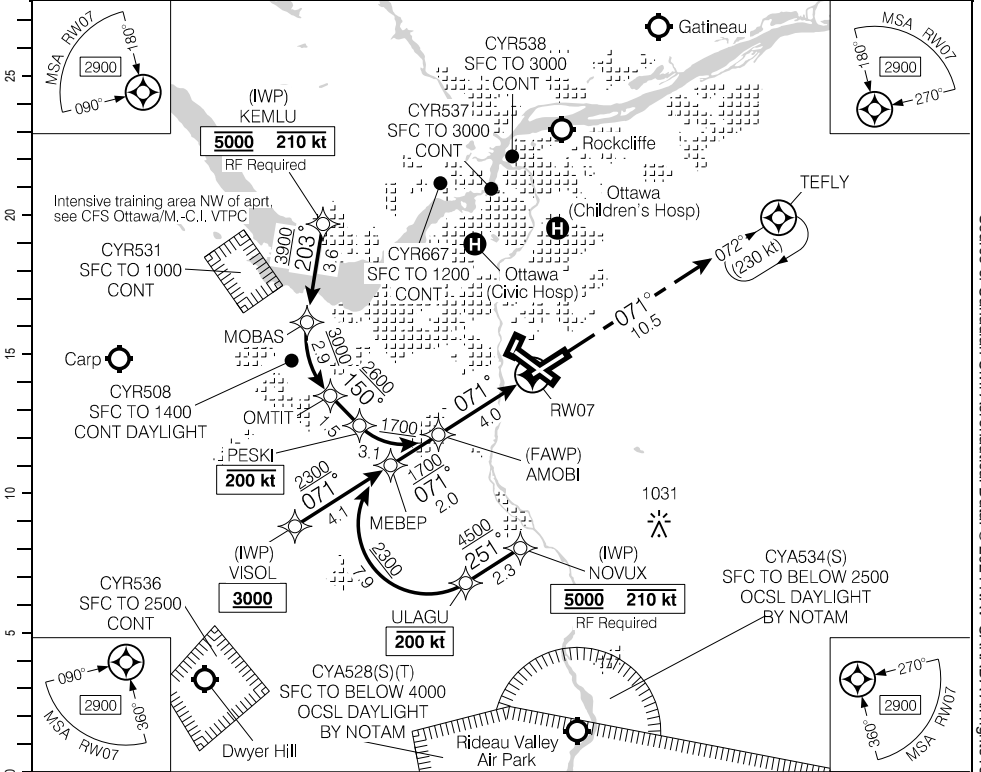 MSA RW07
2900
180°
090°
MSA RW07
2900
180°
270°
25
20
15
10
5
0
Gatineau
CYR538
SFC TO 3000
CONT
CYR537
SFC TO 3000
CONT
Rockcliffe
(IWP)
KEMLU
5000 210 kt
RF Required
Intensive training area NW of aprt,
see CFS Ottawa/M.-C.I. VTPC
CYR531
SFC TO 1000
CONT
3900
203°
3.6
Ottawa
(Children's Hosp)
H
H
TEFLY
CYR667
SFC TO 1200
CONT
Ottawa
(Civic Hosp)
072°
(230 kt)
071°
10.5
MOBAS
3000
2.9
Carp
CYR508
SFC TO 1400
CONT DAYLIGHT
2600
150°
1.5
OMTIT
071°
4.0
RW07
1700
3.1
PESKI
200 kt
(FAWP)
AMOBI
2300
071°
4.1
1700
071°
2.0
MEBEP
1031
(IWP)
VISOL
3000
2300
7.9
4500
251°
2.3
(IWP)
NOVUX
5000 210 kt
RF Required
ULAGU
200 kt
CYA534(S)
SFC TO BELOW 2500
OCSL DAYLIGHT
BY NOTAM
CYR536
SFC TO 2500
CONT
CYA528(S)(T)
SFC TO BELOW 4000
OCSL DAYLIGHT
BY NOTAM
Dwyer Hill
Rideau Valley
Air Park
090°
2900
360°
MSA RW07
270°
2900
360°
MSA RW07